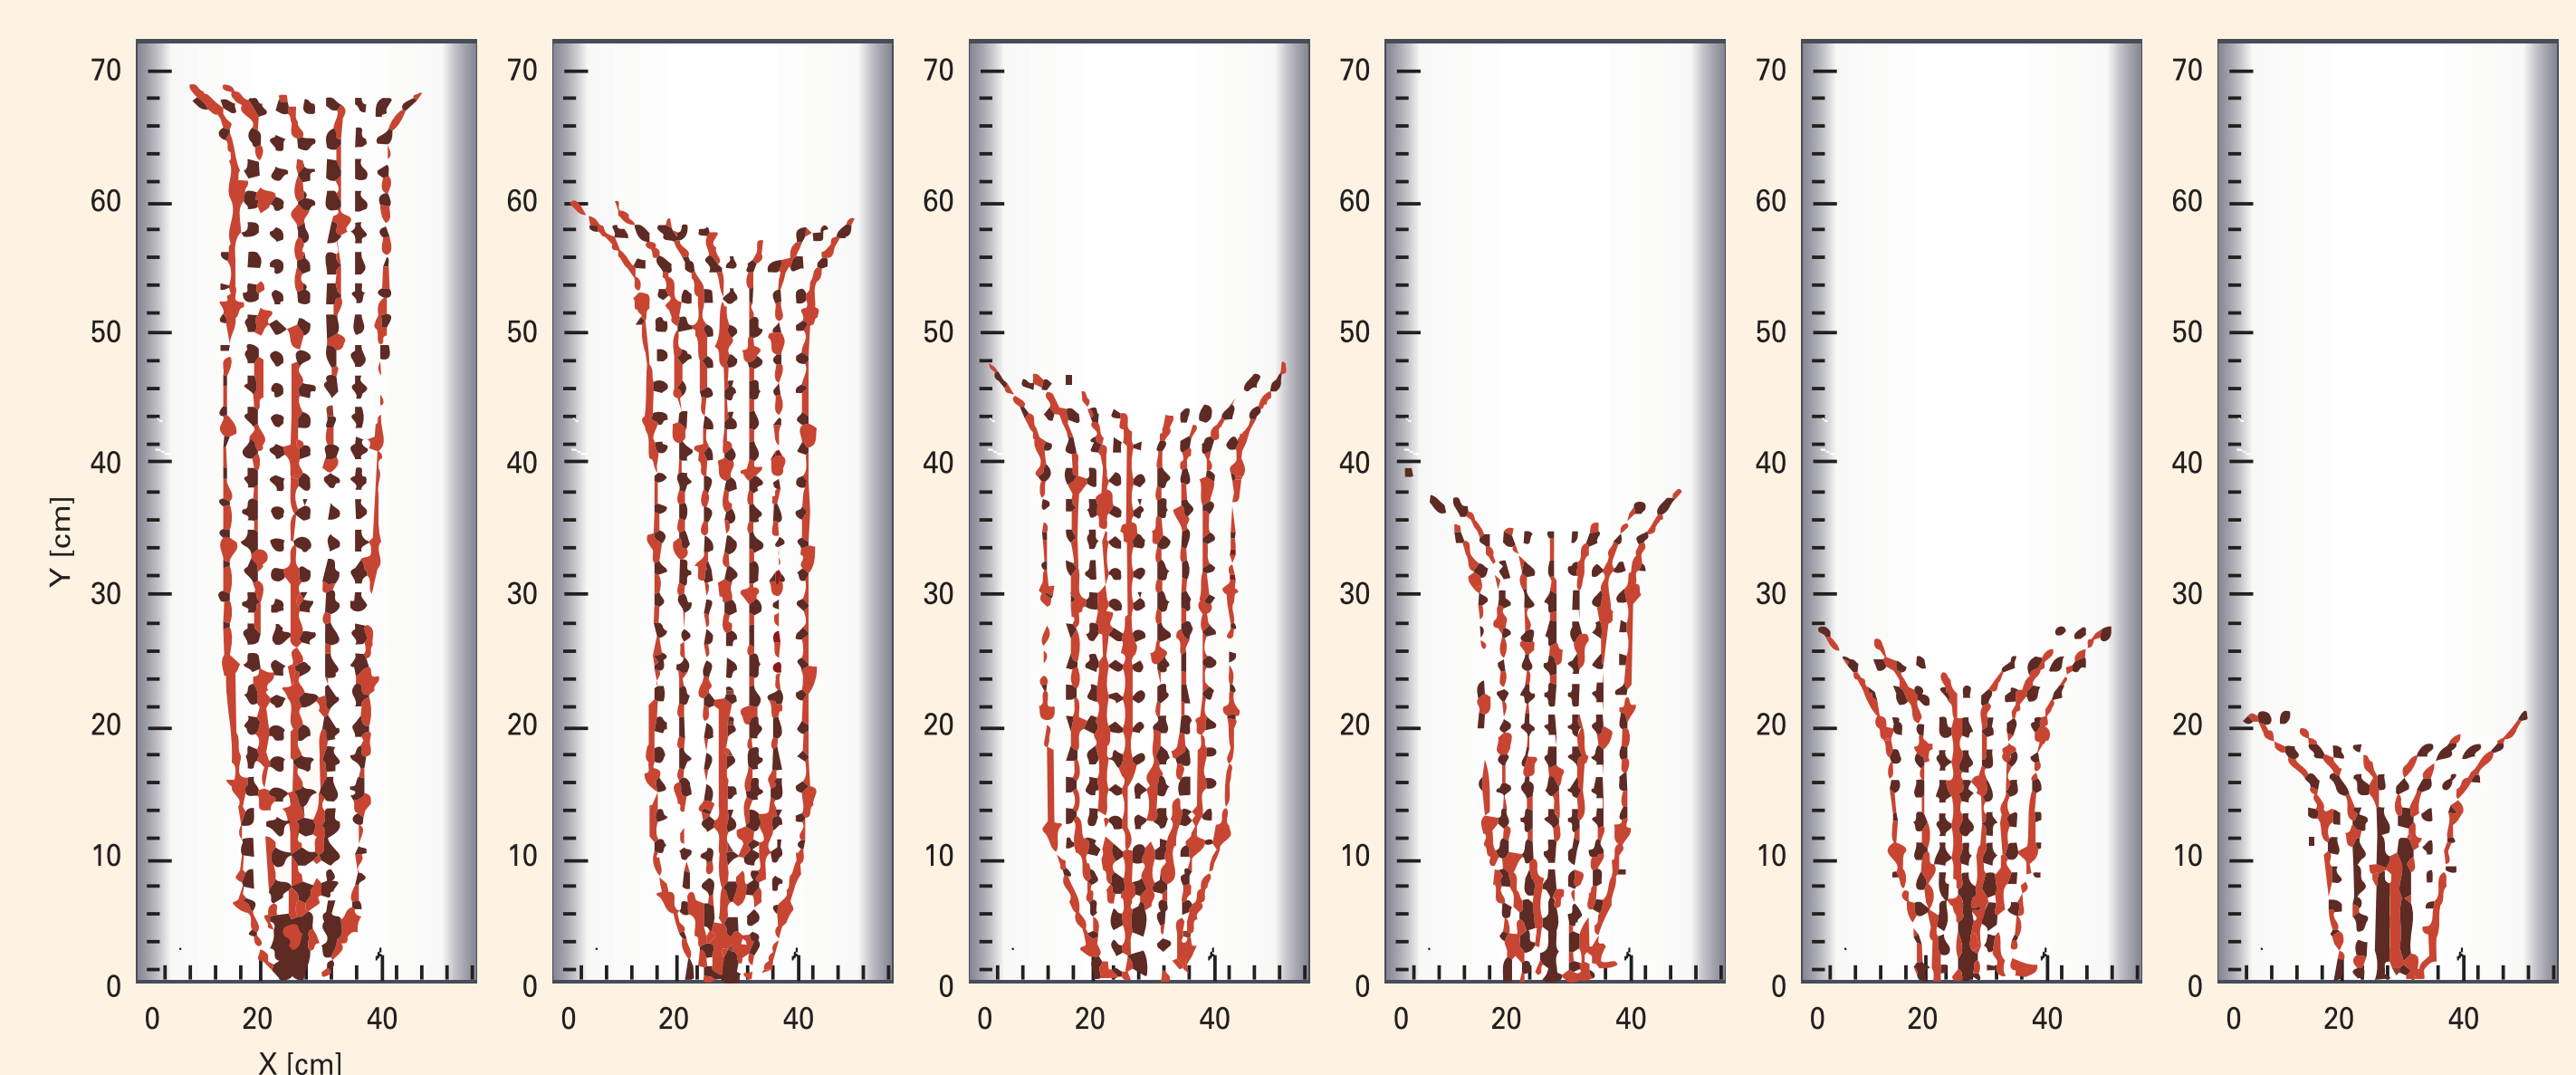 70 70 70 70 70 70
60 60 60 60 60 60
50 50 50 50 50 50
40 40 40 40 40 40
Y [cm]
30 30 30 30 30 30
20 20 20 20 20 20
10 10 10 10 10 10
0 0 0 0 0 0
0 20 40 0 20 40 0 20 40 0 20 40 0 20 40 0 20 40
X [cm]